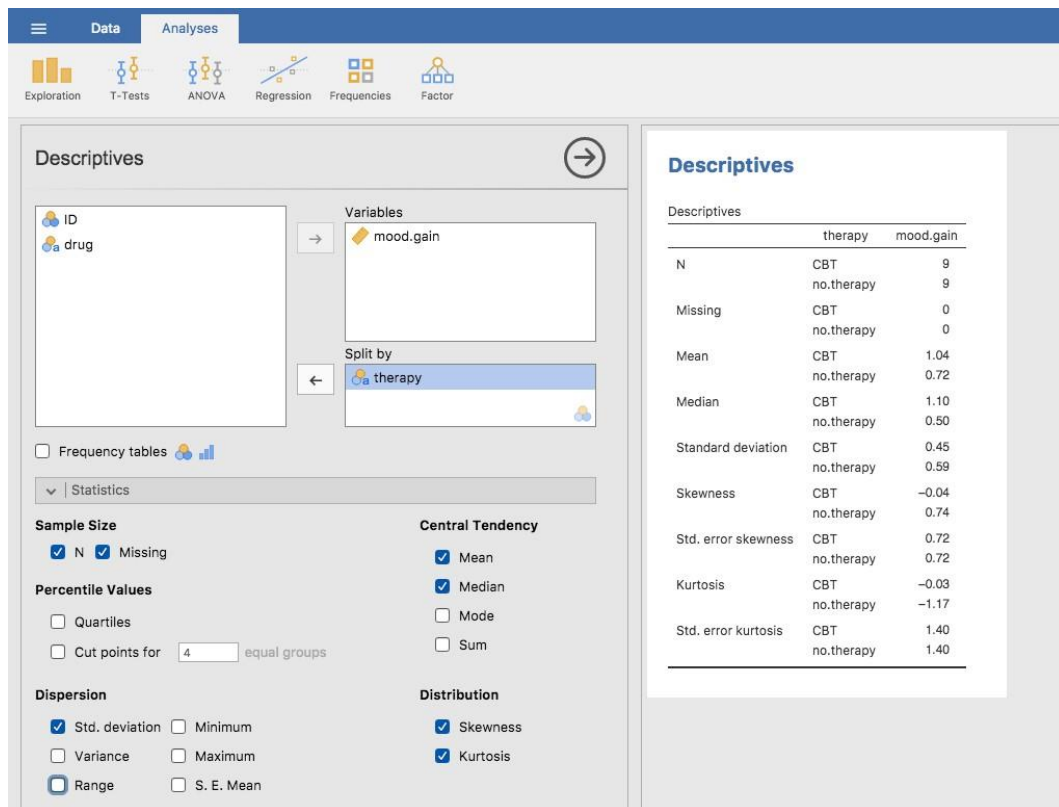 Data Analyses
Exploration T-Tests ANOVA Regression Frequencies Factor
Descriptives
ID
drug
Variables
mood.gain
Split by
therapy
Frequency tables
Statistics
Sample Size
N Missing
Percentile Values
Quartiles
Cut points for 4 equal groups
Dispersion
Std. deviation Minimum
Variance Maximum
Range S. E. Mean
Central Tendency
Mean
Median
Mode
Sum
Distribution
Skewness
Kurtosis
Descriptives
Descriptives
therapy mood.gain
N CBT 9
no.therapy 9
Missing CBT 0
no.therapy 0
Mean CBT 1.04
no.therapy 0.72
Median CBT 1.10
no.therapy 0.50
Standard deviation CBT 0.45
no.therapy 0.59
Skewness CBT −0.04
no.therapy 0.74
Std. error skewness CBT 0.72
no.therapy 0.72
Kurtosis CBT −0.03
no.therapy −1.17
Std. error kurtosis CBT 1.40
no.therapy 1.40